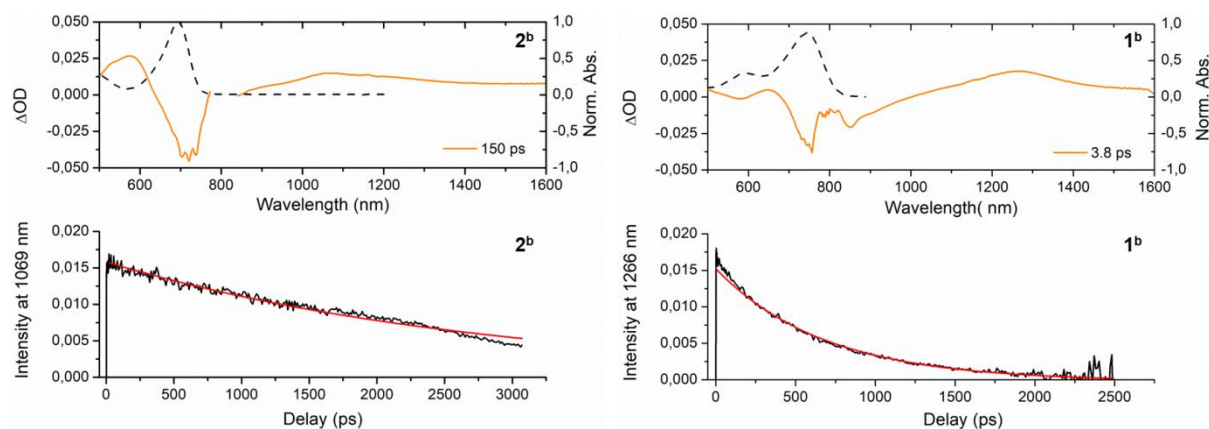 0,050
0,025
0,000
-0,025
-0,050
ΔOD
2b
150 ps
1,0
0,5
0,0
-0,5
-1,0
Norm. Abs.
600 800 1000 1200 1400 1600
Wavelength (nm)
0,050
0,025
0,000
-0,025
-0,050
ΔOD
1b
3.8 ps
1,0
0,5
0,0
-0,5
-1,0
Norm. Abs.
600 800 1000 1200 1400 1600
Wavelength( nm)
0,020
0,015
0,010
0,005
0,000
Intensity at 1069 nm
2b
0 500 1000 1500 2000 2500 3000
Delay (ps)
0,020
0,015
0,010
0,005
0,000
Intensity at 1266 nm
1b
0 500 1000 1500 2000 2500
Delay (ps)